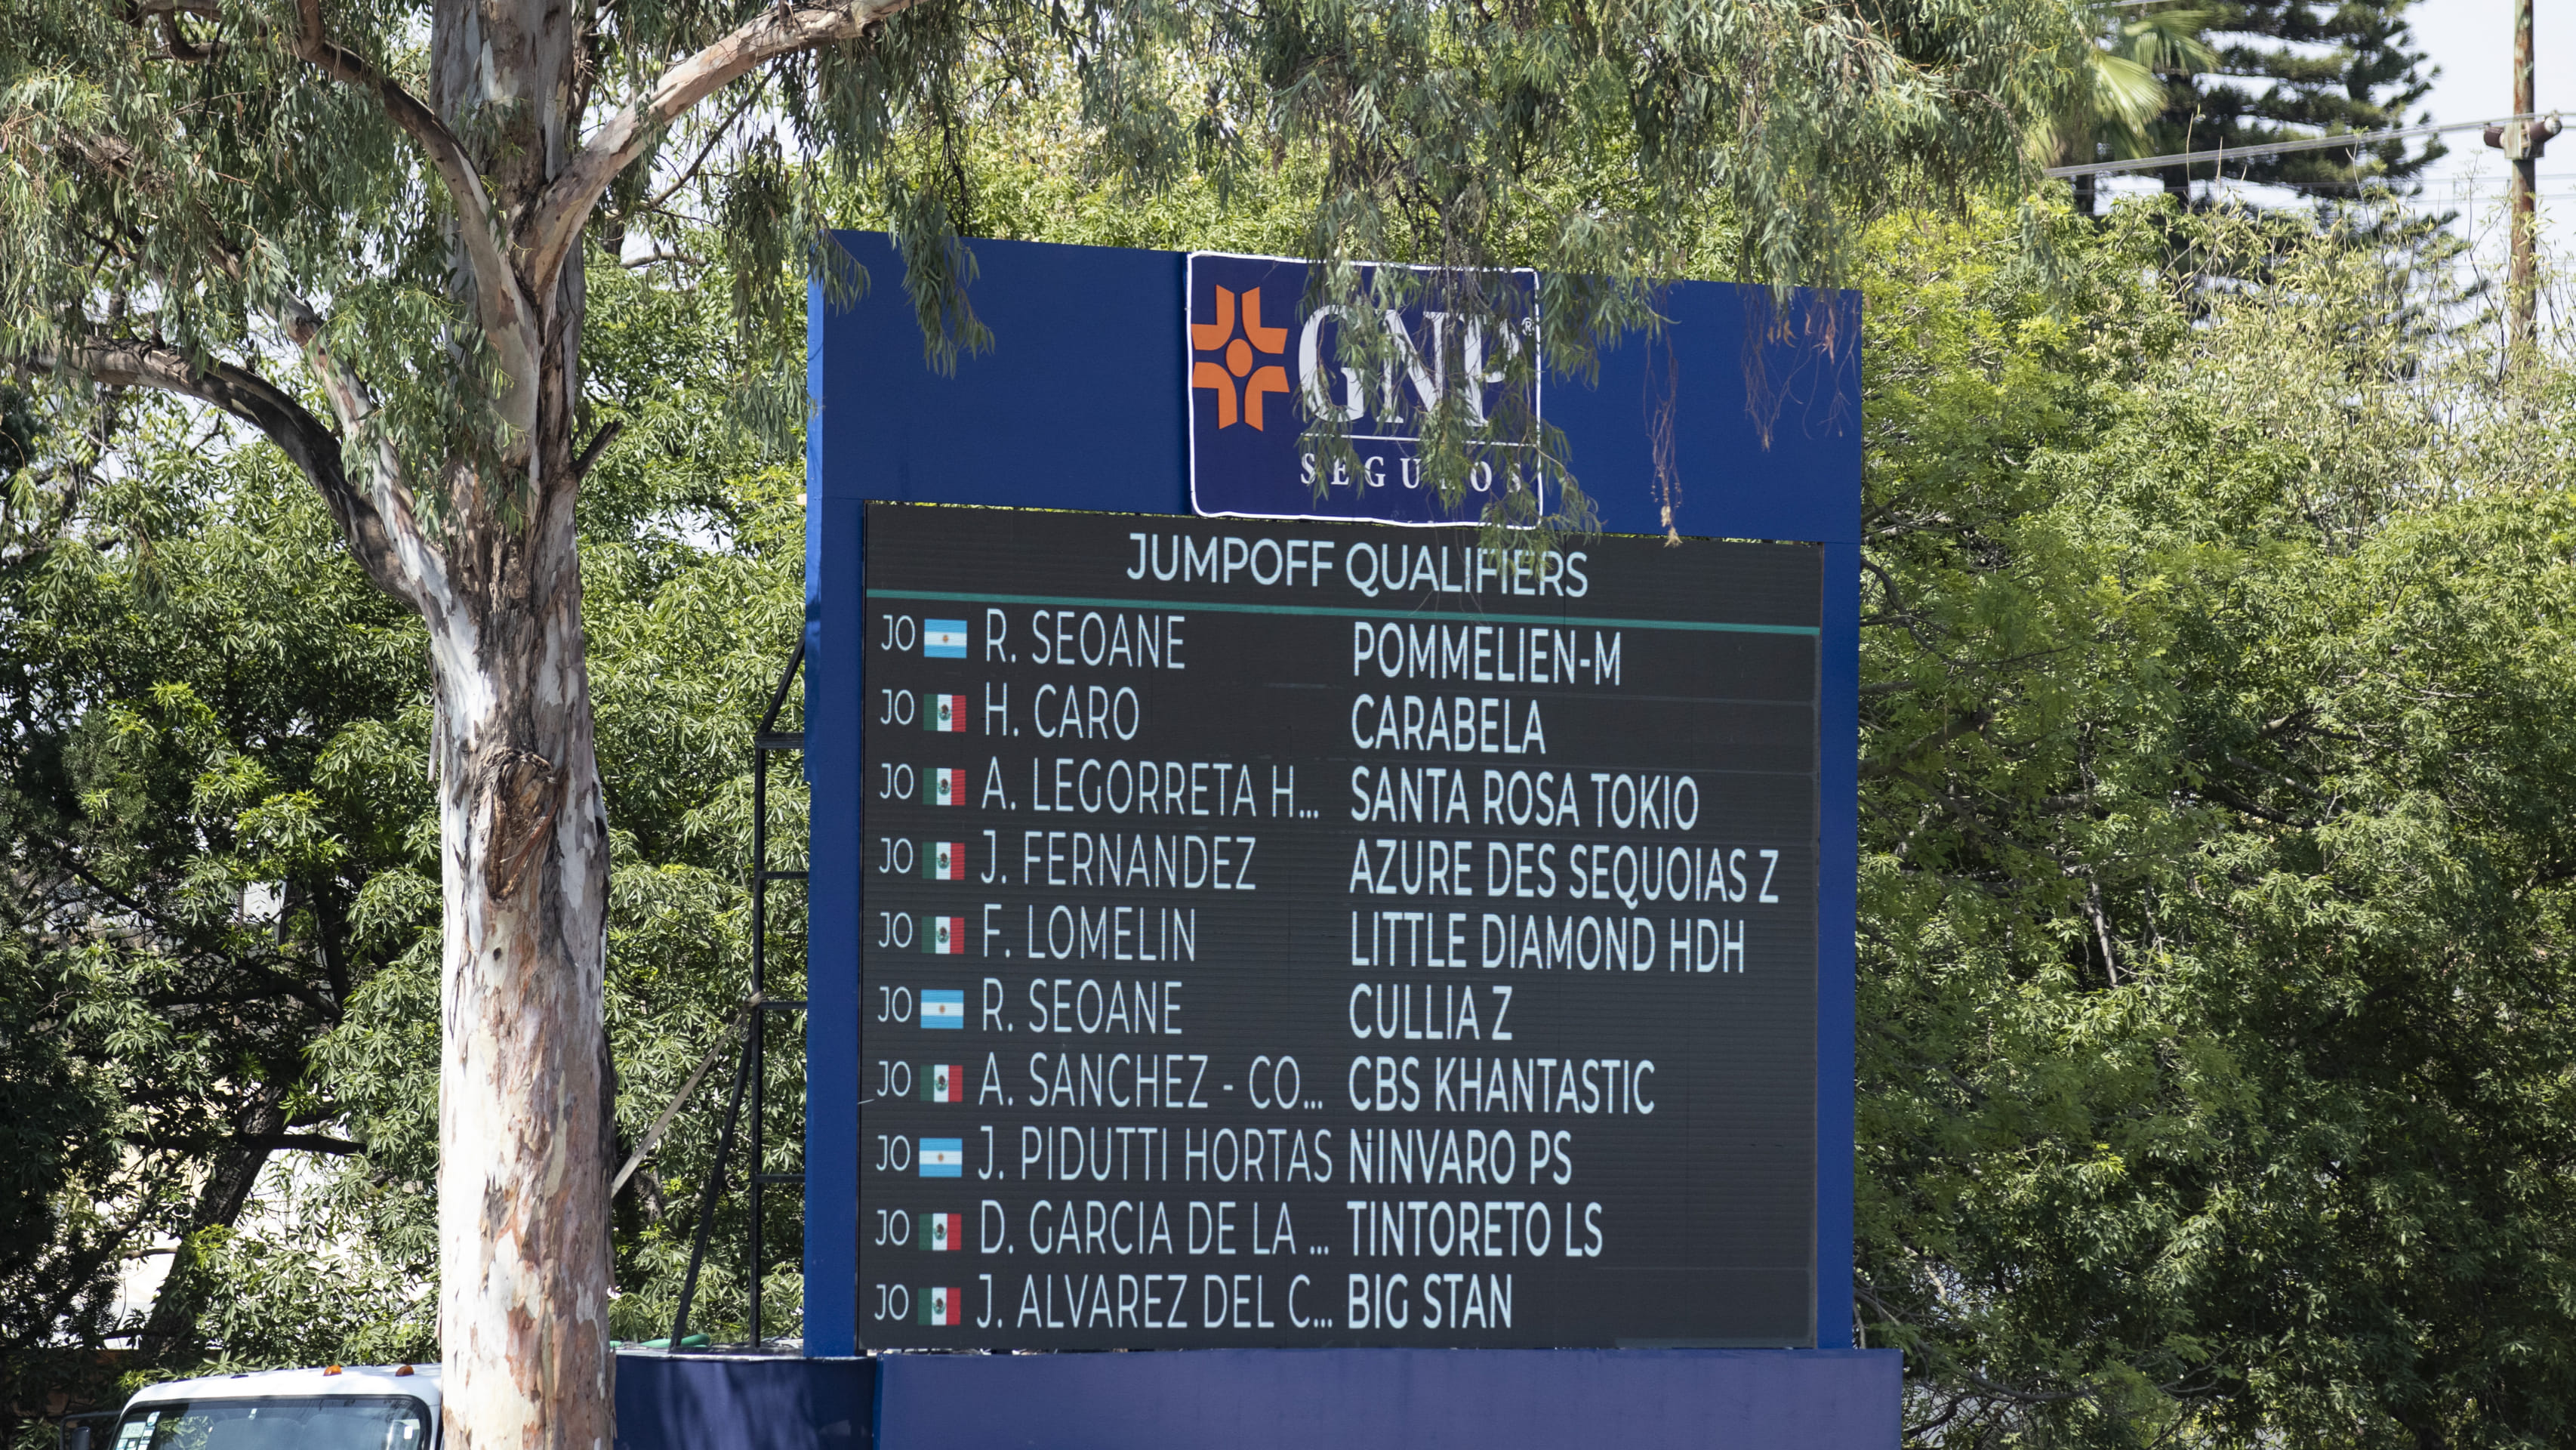 GNP®
SEGUROS
JUMPOFF QUALIFIERS
JO R. SEOANE POMMELIEN-M
JO H. CARO CARABELA
JO A. LEGORRETA H... SANTA ROSA TOKIO
JO J. FERNANDEZ AZURE DES SEQUOIAS Z
JO F. LOMELIN LITTLE DIAMOND HDH
JO R. SEOANE CULLIA Z
JO A. SANCHEZ - CO... CBS KHANTASTIC
JO J. PIDUTTI HORTAS NINVARO PS
JO D. GARCIA DE LA ... TINTORETO LS
JO J. ALVAREZ DEL C... BIG STAN